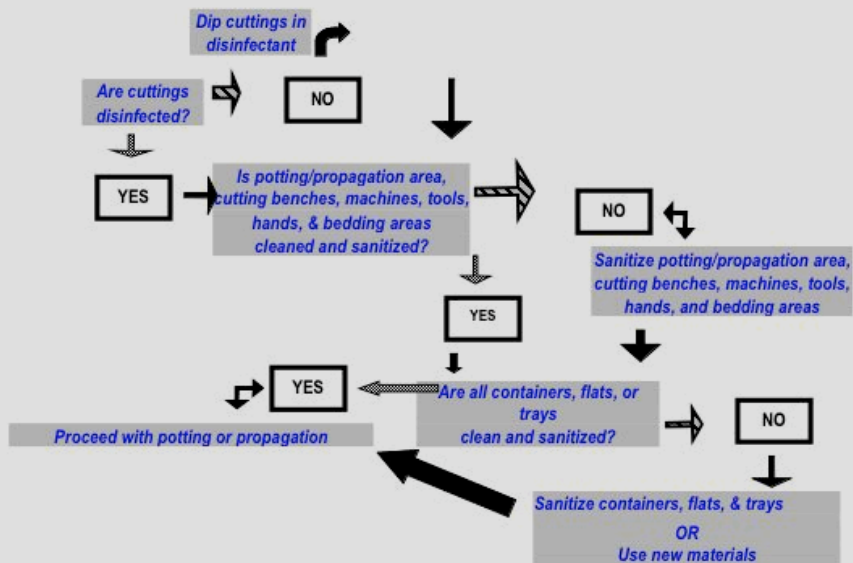 Dip cuttings in
disinfectant
Are cuttings
disinfected?
NO
YES
Is potting/propagation area,
cutting benches, machines, tools,
hands, & bedding areas
cleaned and sanitized?
NO
Sanitize potting/propagation area,
cutting benches, machines, tools,
hands, and bedding areas
YES
YES
Are all containers, flats, or
trays
clean and sanitized?
NO
Proceed with potting or propagation
Sanitize containers, flats, & trays
OR
Use new materials